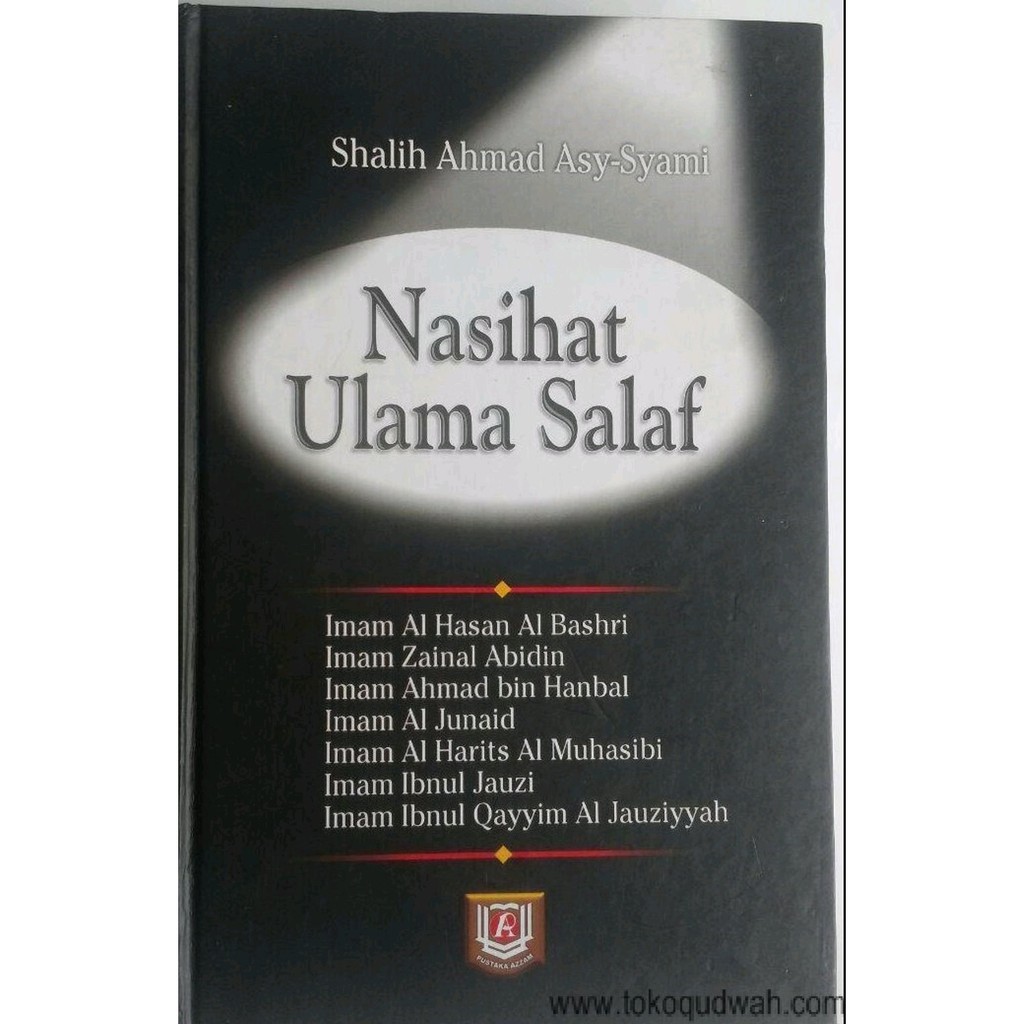 Shalih Ahmad Asy-Syami
Nasihat
Ulama Salaf
Imam Al Hasan Al Bashri
Imam Zainal Abidin
Imam Ahmad bin Hanbal
Imam Al Junaid
Imam Al Harits Al Muhasibi
Imam Ibnul Jauzi
Imam Ibnul Qayyim Al Jauziyyah
PUSTAKA AZZAM
www.tokoqudwah.com